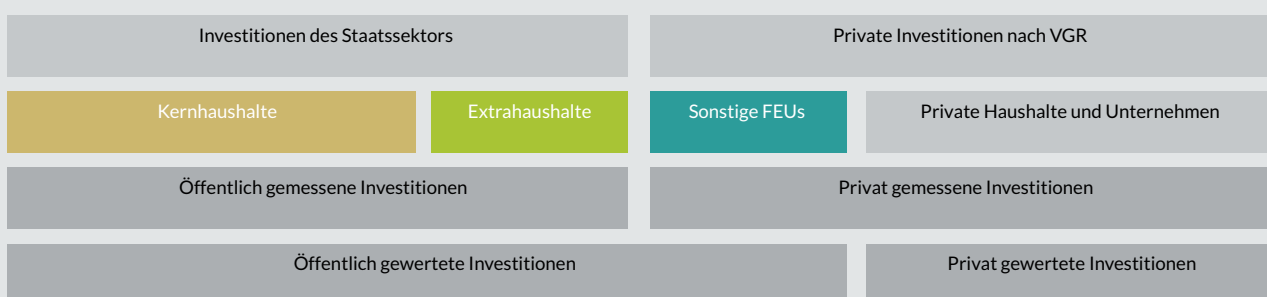 Investitionen des Staatssektors
Private Investitionen nach VGR
Kernhaushalte
Extrahaushalte
Sonstige FEUs
Private Haushalte und Unternehmen
Öffentlich gemessene Investitionen
Privat gemessene Investitionen
Öffentlich gewertete Investitionen
Privat gewertete Investitionen